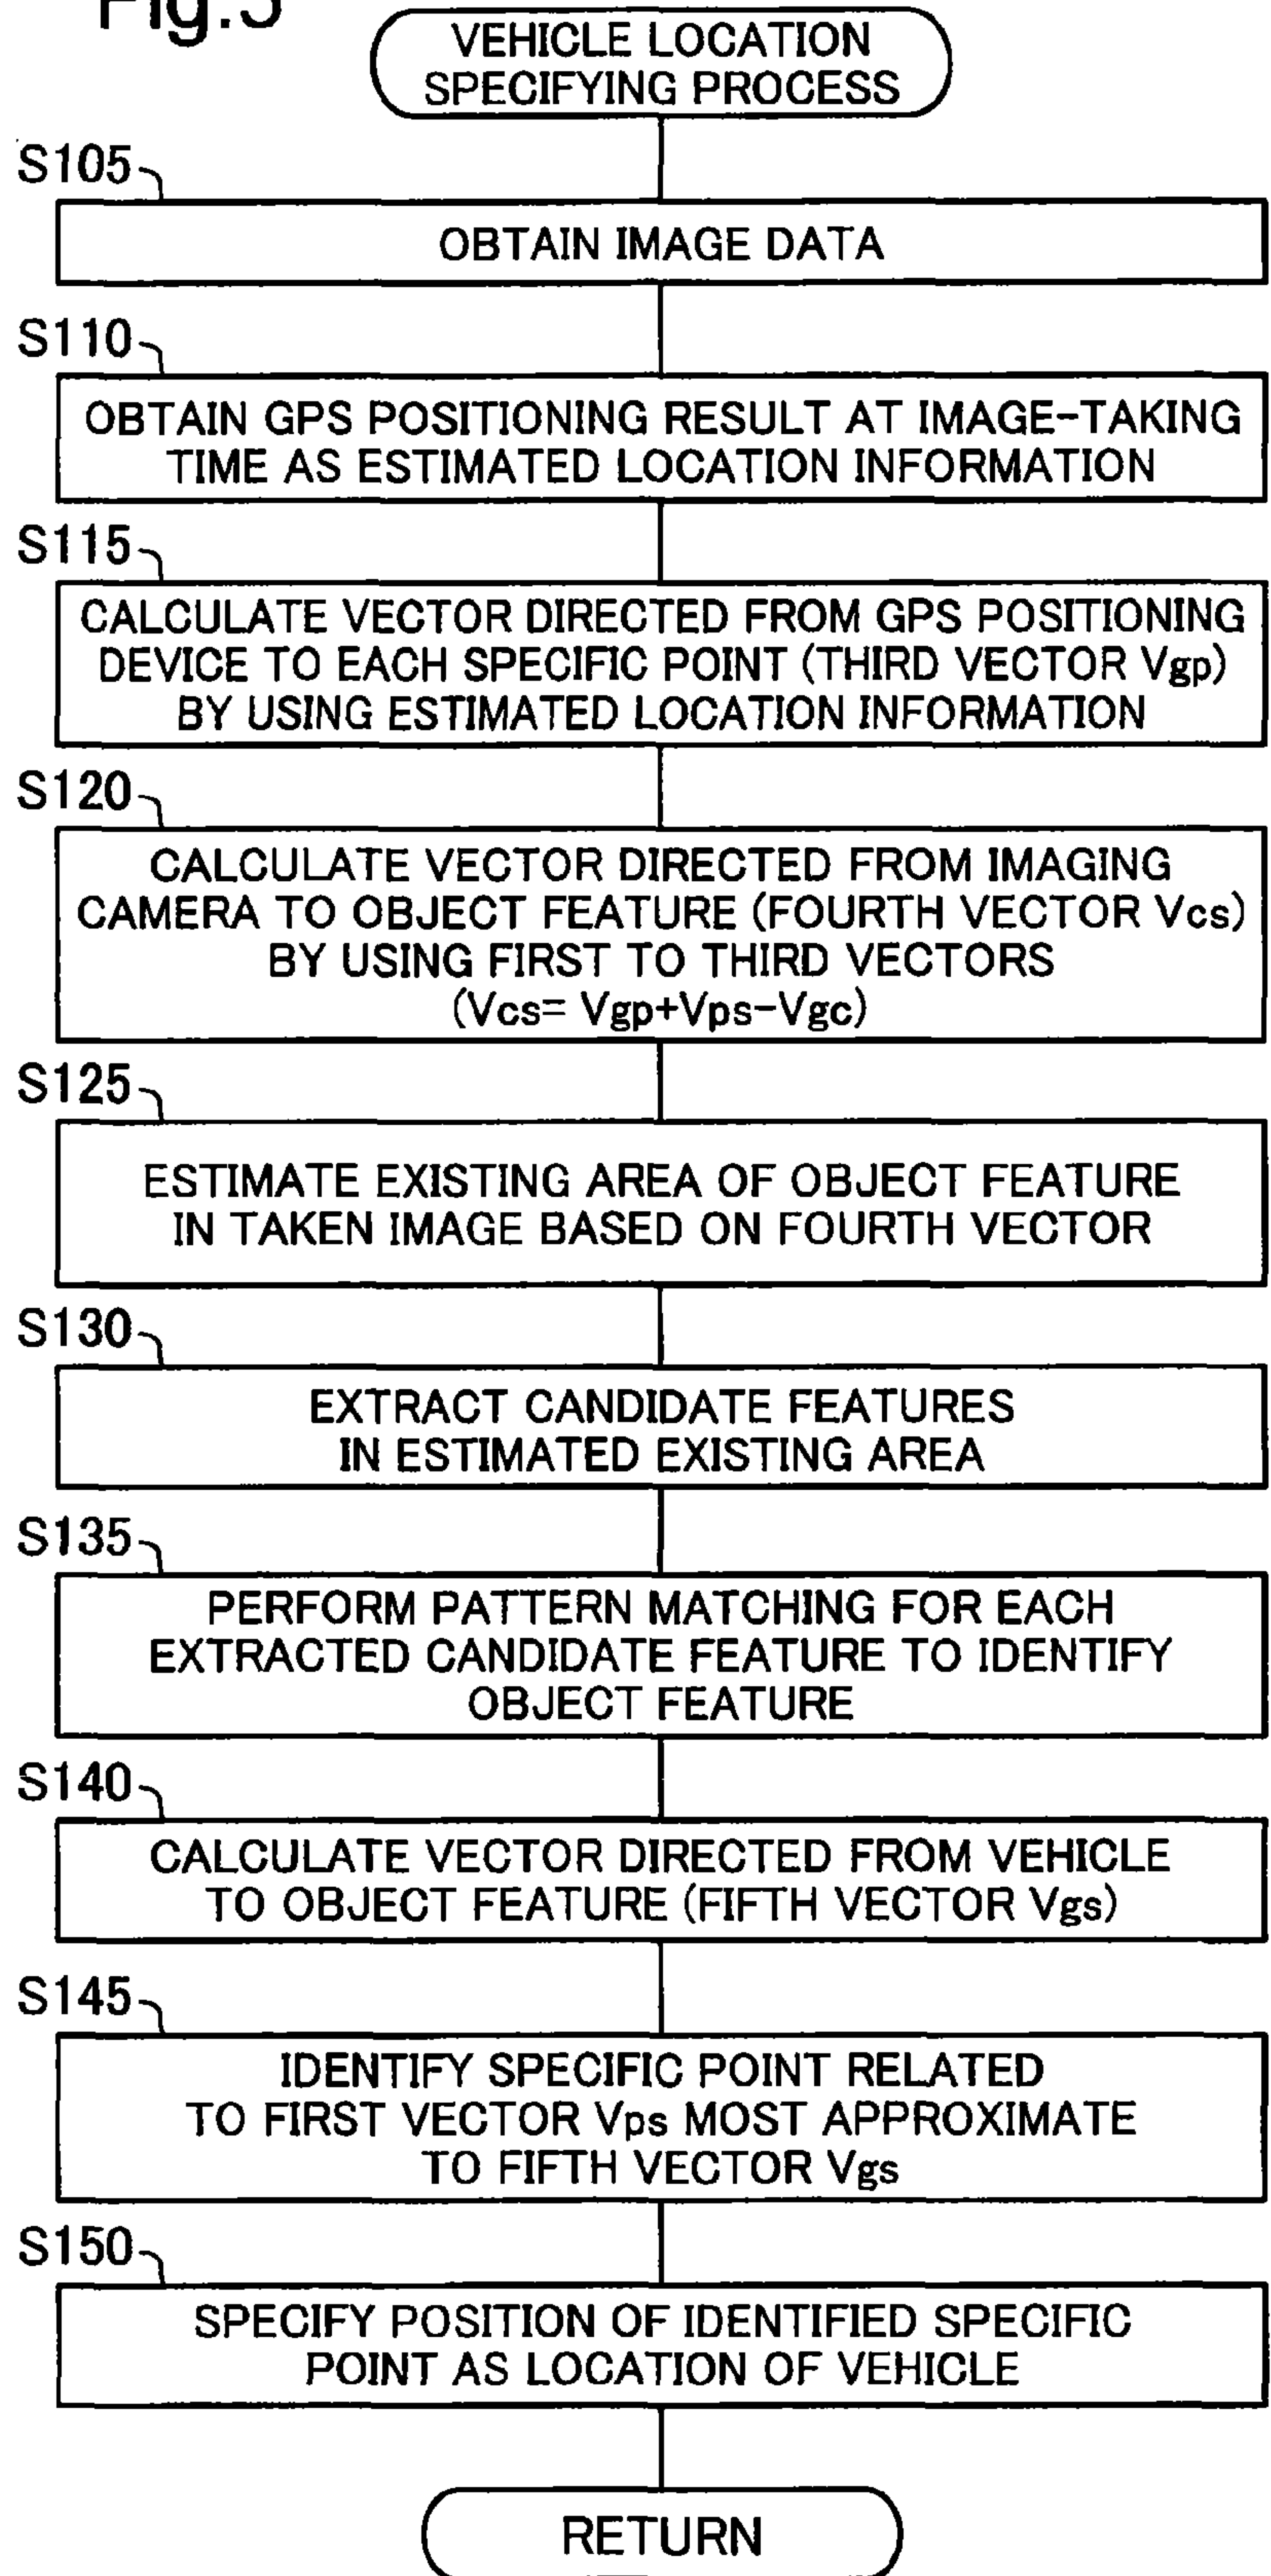 Fig.5
VEHICLE LOCATION
SPECIFYING PROCESS
S105
OBTAIN IMAGE DATA
S110
OBTAIN GPS POSITIONING RESULT AT IMAGE-TAKING
TIME AS ESTIMATED LOCATION INFORMATION
S115
CALCULATE VECTOR DIRECTED FROM GPS POSITIONING
DEVICE TO EACH SPECIFIC POINT (THIRD VECTOR Vgp)
BY USING ESTIMATED LOCATION INFORMATION
S120
CALCULATE VECTOR DIRECTED FROM IMAGING
CAMERA TO OBJECT FEATURE (FOURTH VECTOR Vcs)
BY USING FIRST TO THIRD VECTORS
(Vcs= Vgp+Vps-Vgc)
S125
ESTIMATE EXISTING AREA OF OBJECT FEATURE
IN TAKEN IMAGE BASED ON FOURTH VECTOR
S130
EXTRACT CANDIDATE FEATURES
IN ESTIMATED EXISTING AREA
S135
PERFORM PATTERN MATCHING FOR EACH
EXTRACTED CANDIDATE FEATURE TO IDENTIFY
OBJECT FEATURE
S140
CALCULATE VECTOR DIRECTED FROM VEHICLE
TO OBJECT FEATURE (FIFTH VECTOR Vgs)
S145
IDENTIFY SPECIFIC POINT RELATED
TO FIRST VECTOR Vps MOST APPROXIMATE
TO FIFTH VECTOR Vgs
S150
SPECIFY POSITION OF IDENTIFIED SPECIFIC
POINT AS LOCATION OF VEHICLE
RETURN